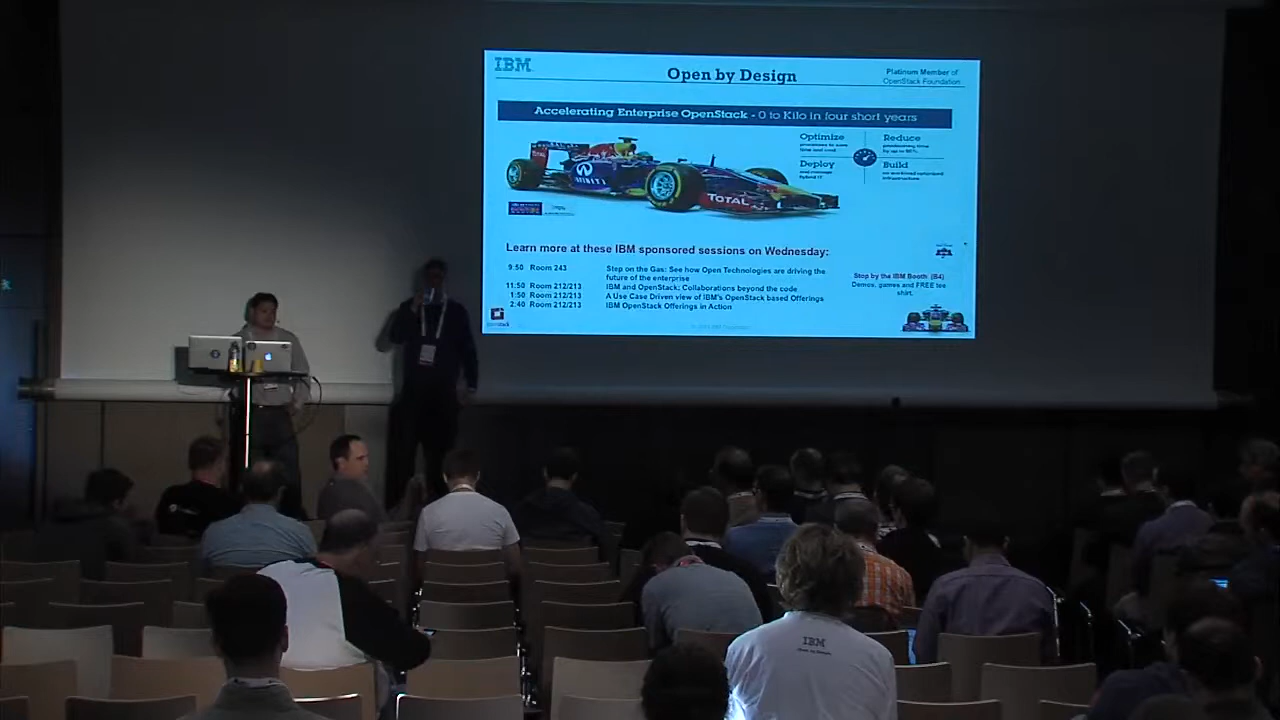 IBM
Open by Design
Platinum Member of
OpenStack Foundation
Accelerating Enterprise OpenStack - 0 to Kilo in four short years
Optimize
Reduce
Deploy
Build
INFINITI
TOTAL
Learn more at these IBM sponsored sessions on Wednesday:
9:50 Room 243 Step on the Gas: See how Open Technologies are driving the
future of the enterprise
11:50 Room 212/213 IBM and OpenStack; Collaborations beyond the code
1:50 Room 212/213 A Use Case Driven view of IBM's OpenStack based Offerings
2:40 Room 212/213 IBM OpenStack Offerings in Action
Stop by the IBM Booth: (B4)
Demos, games and FREE tee
shirt.
openstack
IBM